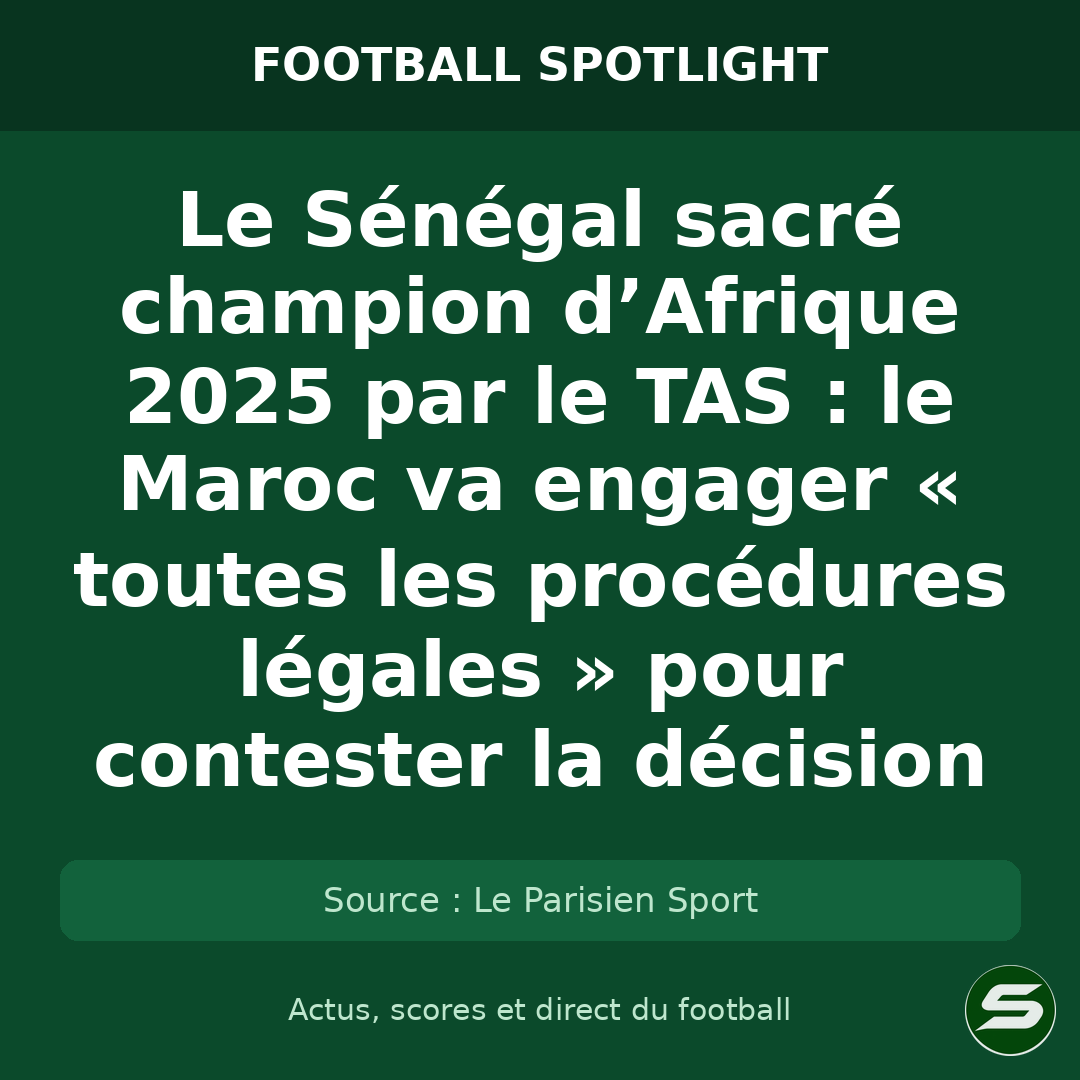 FOOTBALL SPOTLIGHT
Le Sénégal sacré
champion d’Afrique
2025 par le TAS : le
Maroc va engager «
toutes les procédures
légales » pour
contester la décision
Source : Le Parisien Sport
Actus, scores et direct du football
S